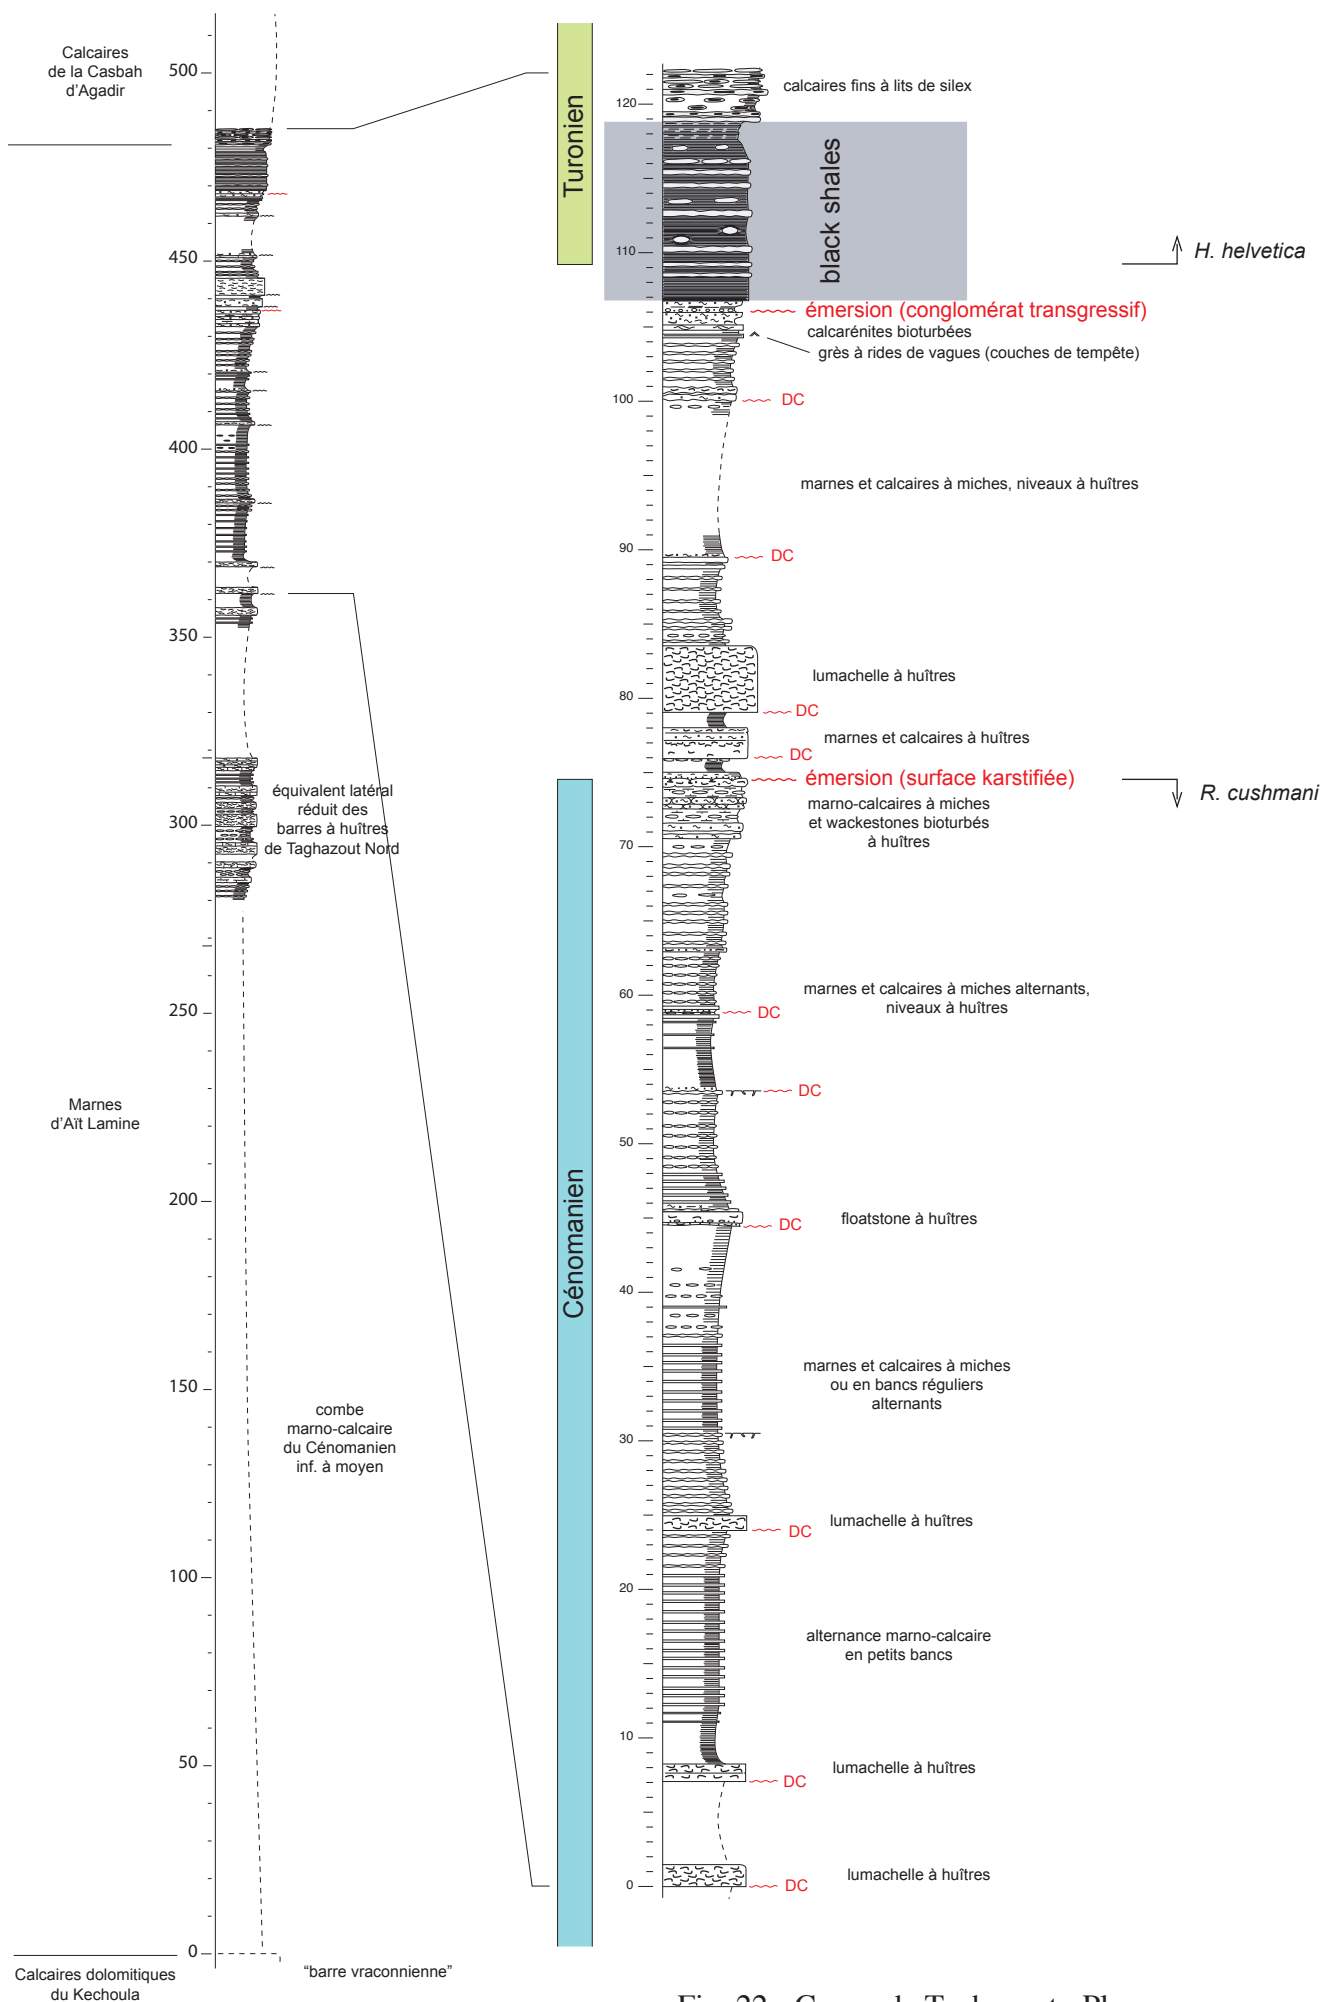 Calcaires
de la Casbah
d'Agadir
500
450
400
350
300
250
200
150
100
50
0
équivalent latéral
réduit des
barres à huîtres
de Taghazout Nord
Marnes
d'Aït Lamine
combe
marno-calcaire
du Cénomanien
inf. à moyen
Calcaires dolomitiques
du Kechoula
"barre vraconnienne"
Turonien
Cénomanien
120
110
100
90
80
70
60
50
40
30
20
10
0
calcaires fins à lits de silex
black shales
H. helvetica
émersion (conglomérat transgressif)
calcarénites bioturbées
grès à rides de vagues (couches de tempête)
DC
marnes et calcaires à miches, niveaux à huîtres
DC
lumachelle à huîtres
DC
marnes et calcaires à huîtres
DC
émersion (surface karstifiée)
R. cushmani
marno-calcaires à miches
et wackestones bioturbés
à huîtres
marnes et calcaires à miches alternants,
niveaux à huîtres
DC
DC
floatstone à huîtres
DC
marnes et calcaires à miches
ou en bancs réguliers
alternants
lumachelle à huîtres
DC
alternance marno-calcaire
en petits bancs
lumachelle à huîtres
DC
lumachelle à huîtres
DC